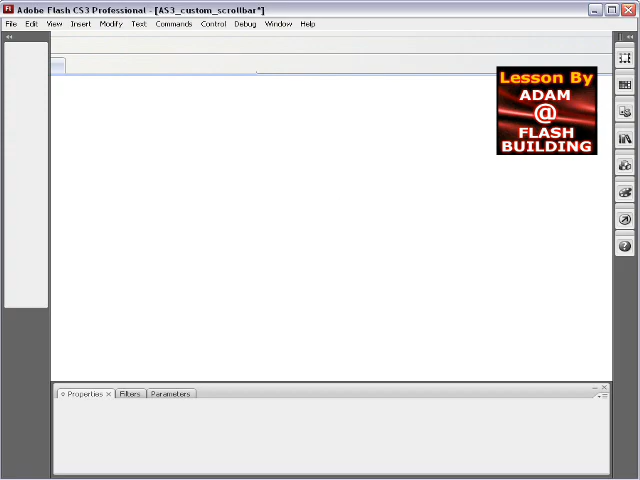 Adobe Flash CS3 Professional - [AS3_custom_scrollbar*]
File Edit View Insert Modify Text Commands Control Debug Window Help
Lesson By
ADAM
@
FLASH
BUILDING
Properties Filters Parameters